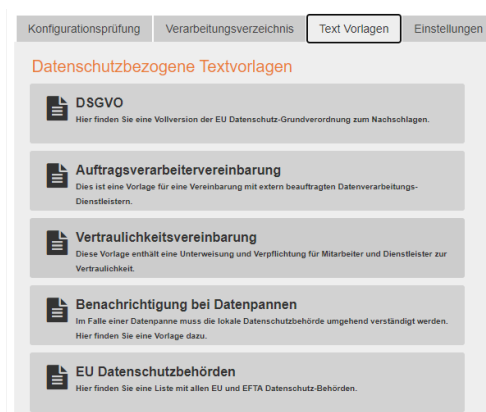 Konfigurationsprüfung Verarbeitungsverzeichnis Text Vorlagen Einstellungen
Datenschutzbezogene Textvorlagen
DSGVO
Hier finden Sie eine Vollversion der EU Datenschutz-Grundverordnung zum Nachschlagen.
Auftragsverarbeitervereinbarung
Dies ist eine Vorlage für eine Vereinbarung mit extern beauftragten Datenverarbeitungs-
Dienstleistern.
Vertraulichkeitsvereinbarung
Diese Vorlage enthält eine Unterweisung und Verpflichtung für Mitarbeiter und Dienstleister zur
Vertraulichkeit.
Benachrichtigung bei Datenpannen
Im Falle einer Datenpanne muss die lokale Datenschutzbehörde umgehend verständigt werden.
Hier finden Sie eine Vorlage dazu.
EU Datenschutzbehörden
Hier finden Sie eine Liste mit allen EU und EFTA Datenschutz-Behörden.